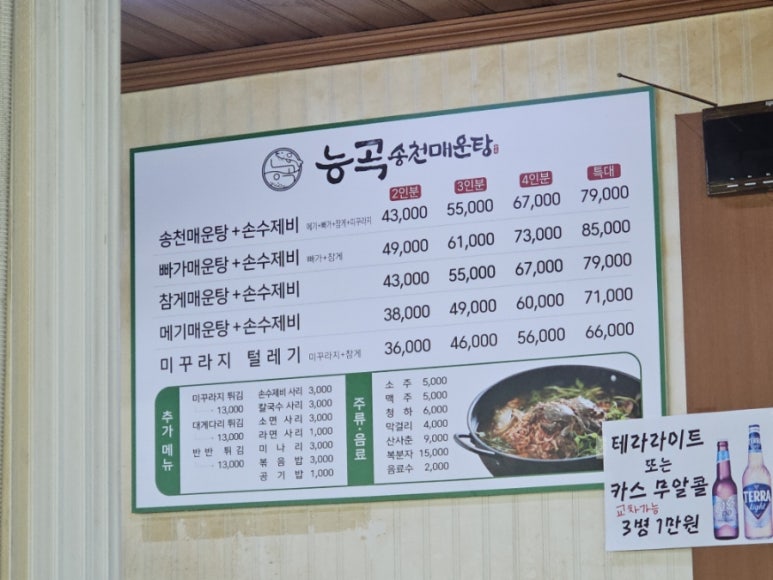 능곡 송천매운탕
2인분 3인분 4인분 특대
송천매운탕+손수제비 메기+빠가+참게+미꾸라지 43,000 55,000 67,000 79,000
빠가매운탕+손수제비 빠가+참게 49,000 61,000 73,000 85,000
참게매운탕+손수제비 43,000 55,000 67,000 79,000
메기매운탕+손수제비 38,000 49,000 60,000 71,000
미꾸라지 털레기 미꾸라지+참게 36,000 46,000 56,000 66,000
추가메뉴
미꾸라지 튀김
····· 13,000
대게다리 튀김
····· 13,000
반반 튀김
····· 13,000
손수제비 사리 3,000
칼국수 사리 3,000
소면 사리 3,000
라면 사리 1,000
미나리 3,000
볶음밥 3,000
공기밥 1,000
주류·음료
소주 5,000
맥주 5,000
청하 6,000
막걸리 4,000
산사춘 9,000
복분자 15,000
음료수 2,000
테라라이트
또는
카스 무알콜
교차가능
3병 1만원
TERRA
light